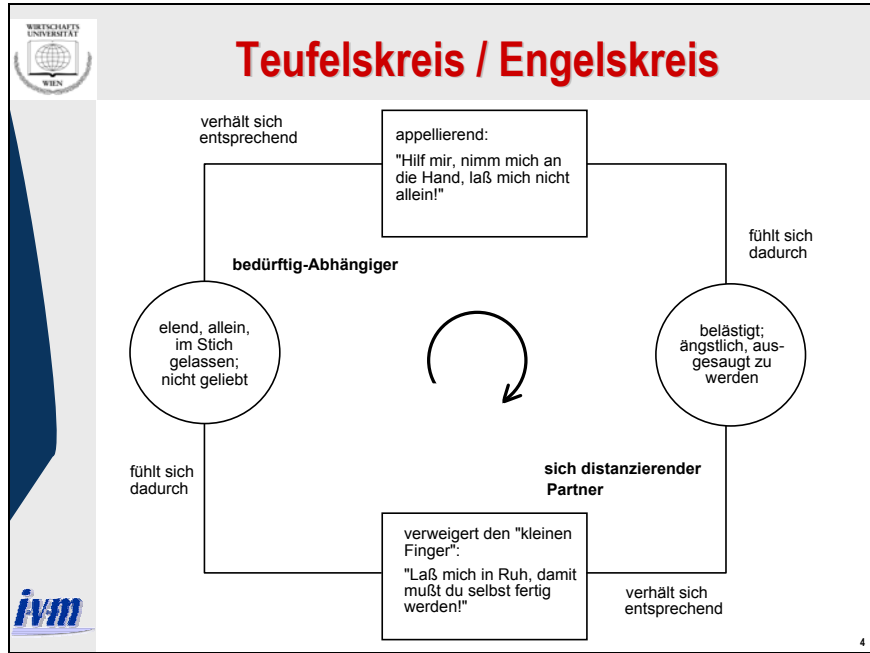 WIRTSCHAFTS
UNIVERSITÄT
WIEN
Teufelskreis / Engelskreis
verhält sich
entsprechend
appellierend:
"Hilf mir, nimm mich an
die Hand, laß mich nicht
allein!"
fühlt sich
dadurch
bedürftig-Abhängiger
elend, allein,
im Stich
gelassen;
nicht geliebt
belästigt;
ängstlich, aus-
gesaugt zu
werden
fühlt sich
dadurch
sich distanzierender
Partner
verweigert den "kleinen
Finger":
"Laß mich in Ruh, damit
mußt du selbst fertig
werden!"
verhält sich
entsprechend
ivm
4